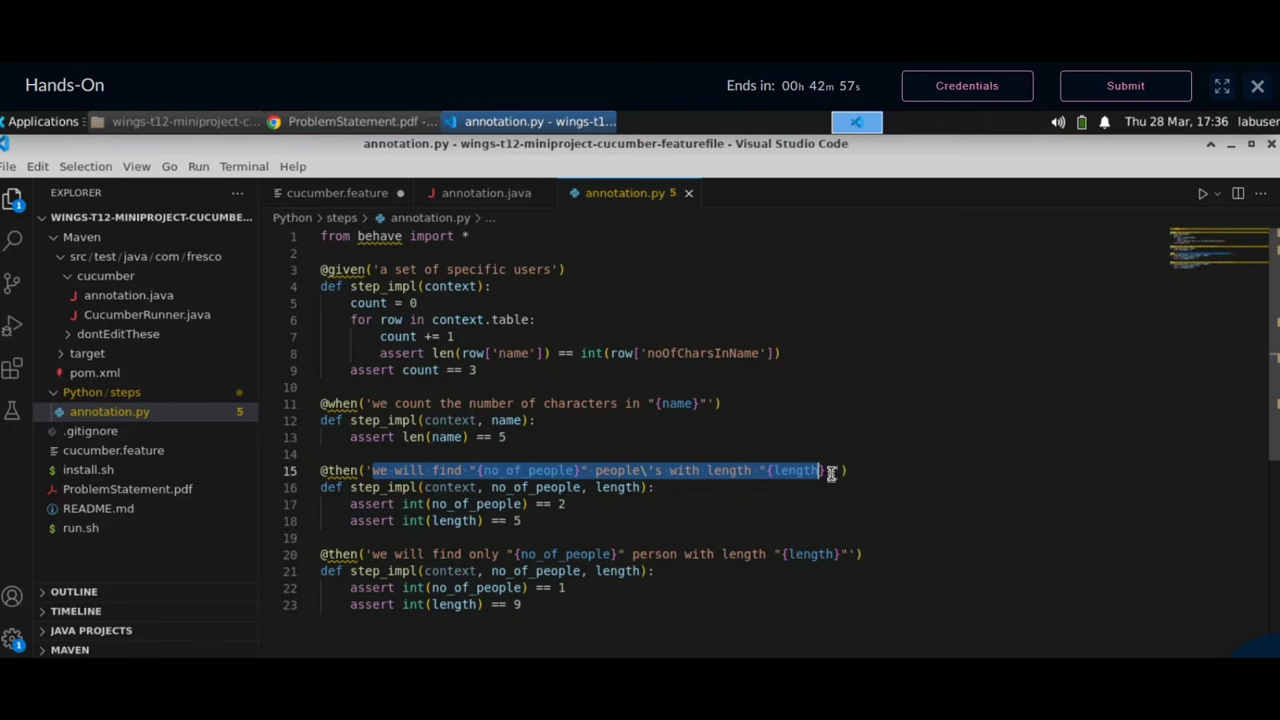 Hands-On
Ends in: 00h 42m 57s
Credentials
Submit
Applications
wings-t12-miniproject-c...
ProblemStatement.pdf -...
annotation.py - wings-t1...
Thu 28 Mar, 17:36
labuser
annotation.py - wings-t12-miniproject-cucumber-featurefile - Visual Studio Code
File Edit Selection View Go Run Terminal Help
EXPLORER
cucumber.feature
annotation.java
annotation.py 5
WINGS-T12-MINIPROJECT-CUCUMBE...
Maven
src/test/java/com/fresco
cucumber
annotation.java
CucumberRunner.java
dontEditThese
target
pom.xml
Python/steps
annotation.py 5
.gitignore
cucumber.feature
install.sh
ProblemStatement.pdf
README.md
run.sh
OUTLINE
TIMELINE
JAVA PROJECTS
MAVEN
1
1
Python > steps > annotation.py > ...
1 from behave import *
2
3 @given('a set of specific users')
4 def step_impl(context):
5 count = 0
6 for row in context.table:
7 count += 1
8 assert len(row['name']) == int(row['noOfCharsInName'])
9 assert count == 3
10
11 @when('we count the number of characters in "{name}"')
12 def step_impl(context, name):
13 assert len(name) == 5
14
15 @then('we will find "{no_of_people}" people\'s with length "{length}"')
16 def step_impl(context, no_of_people, length):
17 assert int(no_of_people) == 2
18 assert int(length) == 5
19
20 @then('we will find only "{no_of_people}" person with length "{length}"')
21 def step_impl(context, no_of_people, length):
22 assert int(no_of_people) == 1
23 assert int(length) == 9